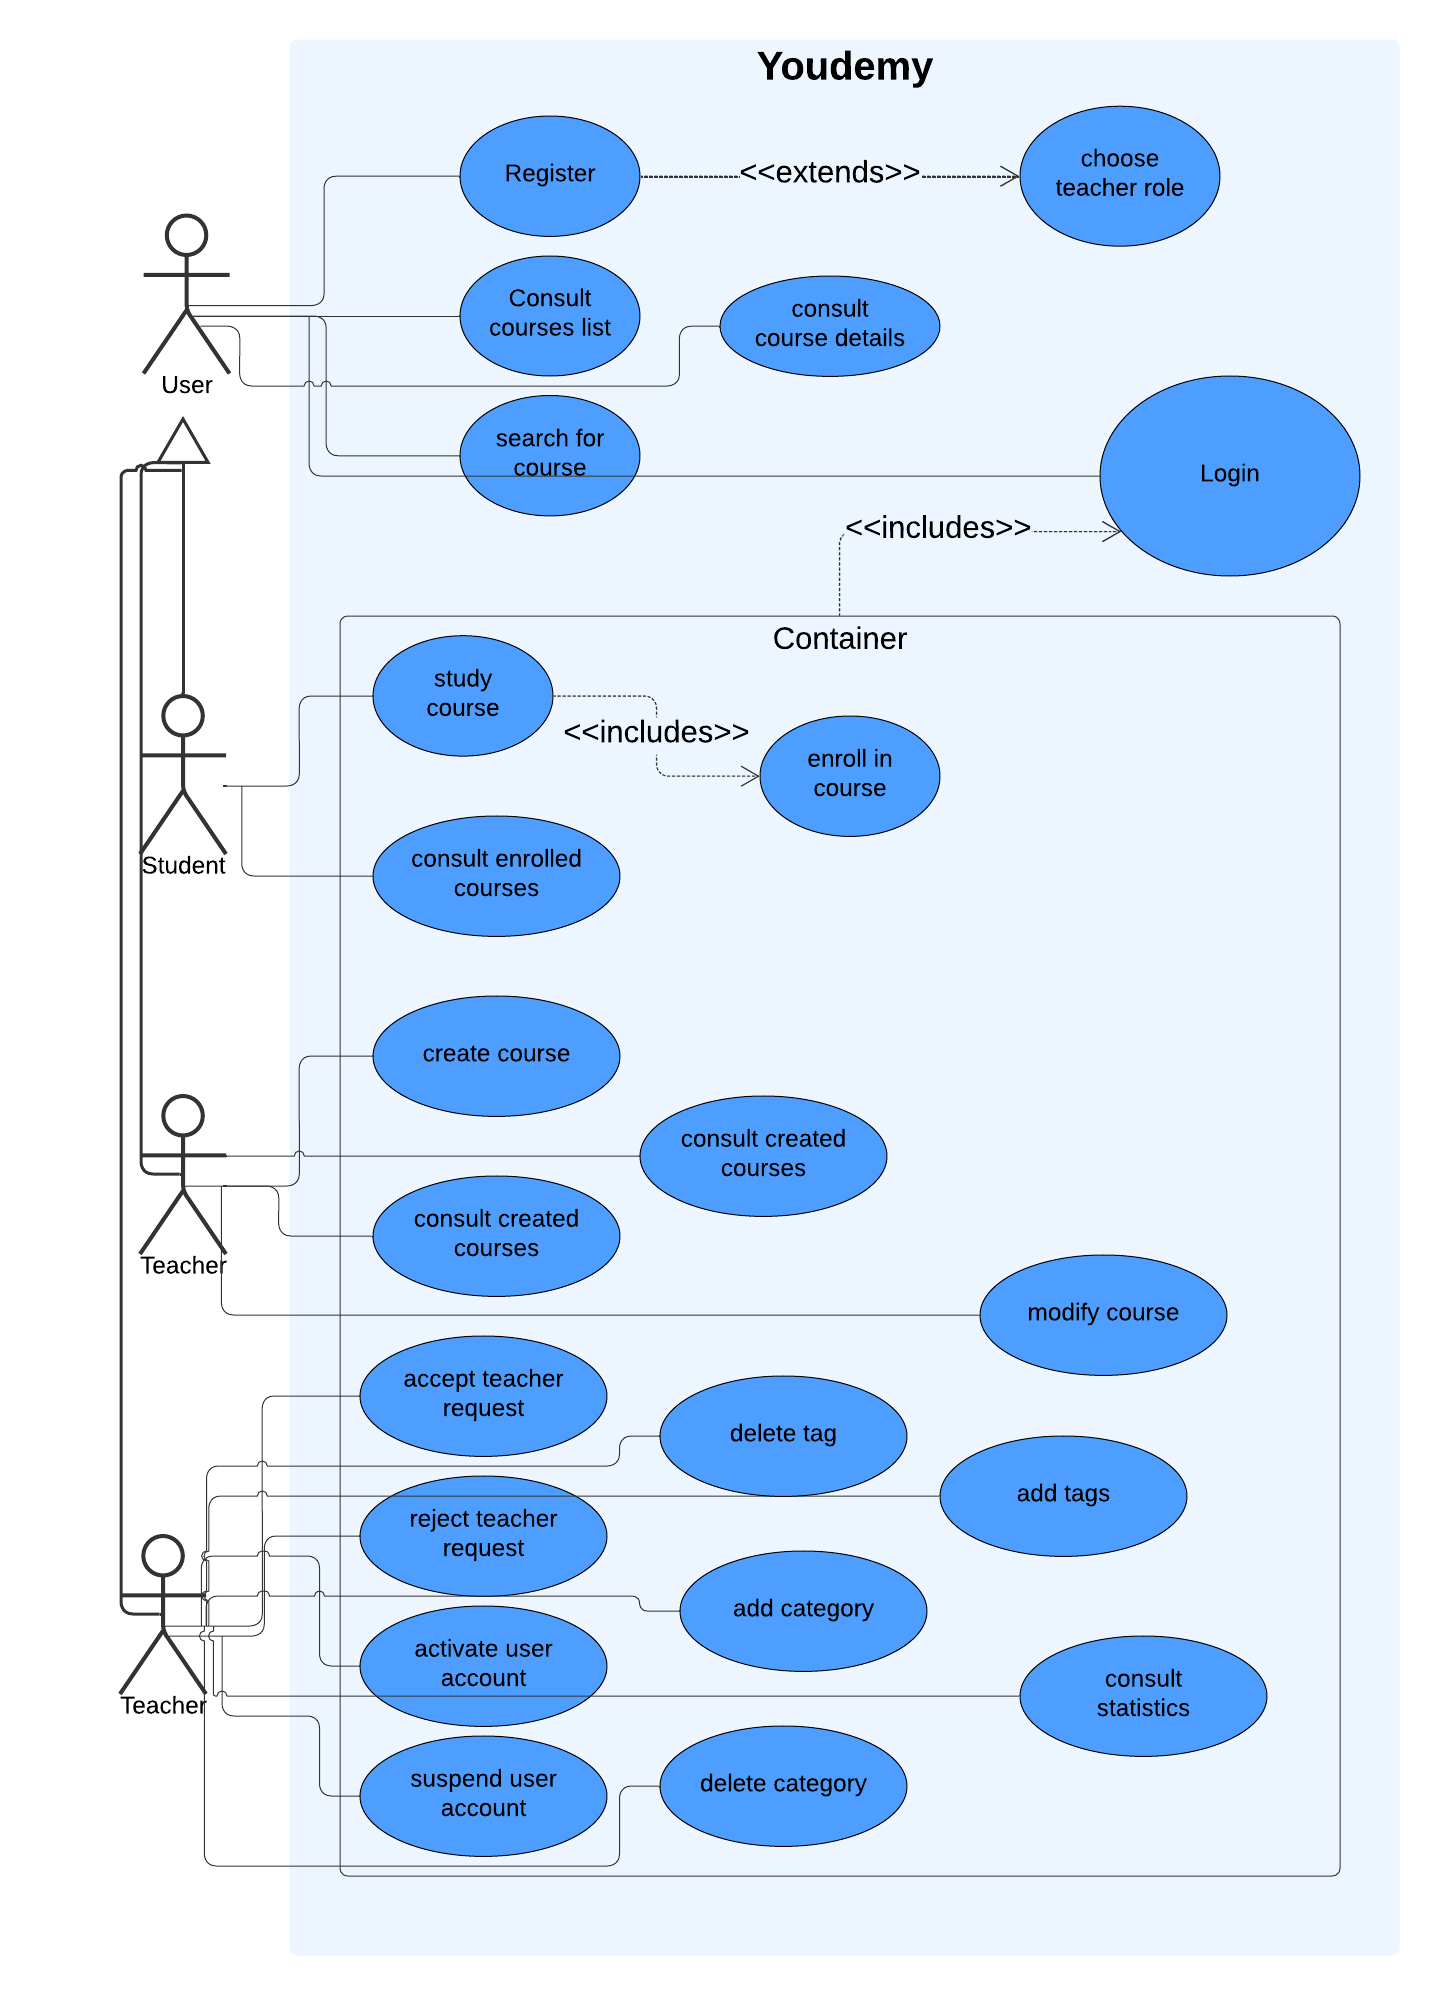 Youdemy
Register
<<extends>>
choose
teacher role
Consult
courses list
consult
course details
User
search for
course
Login
<<includes>>
Container
study
course
<<includes>>
enroll in
course
Student
consult enrolled
courses
create course
consult created
courses
consult created
courses
Teacher
modify course
accept teacher
request
delete tag
add tags
reject teacher
request
add category
activate user
account
consult
statistics
Teacher
suspend user
account
delete category